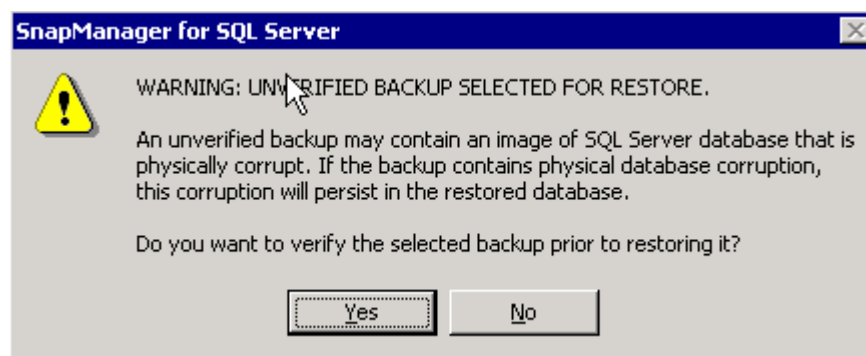 SnapManager for SQL Server
WARNING: UNVERIFIED BACKUP SELECTED FOR RESTORE.
An unverified backup may contain an image of SQL Server database that is
physically corrupt. If the backup contains physical database corruption,
this corruption will persist in the restored database.
Do you want to verify the selected backup prior to restoring it?
Yes
No